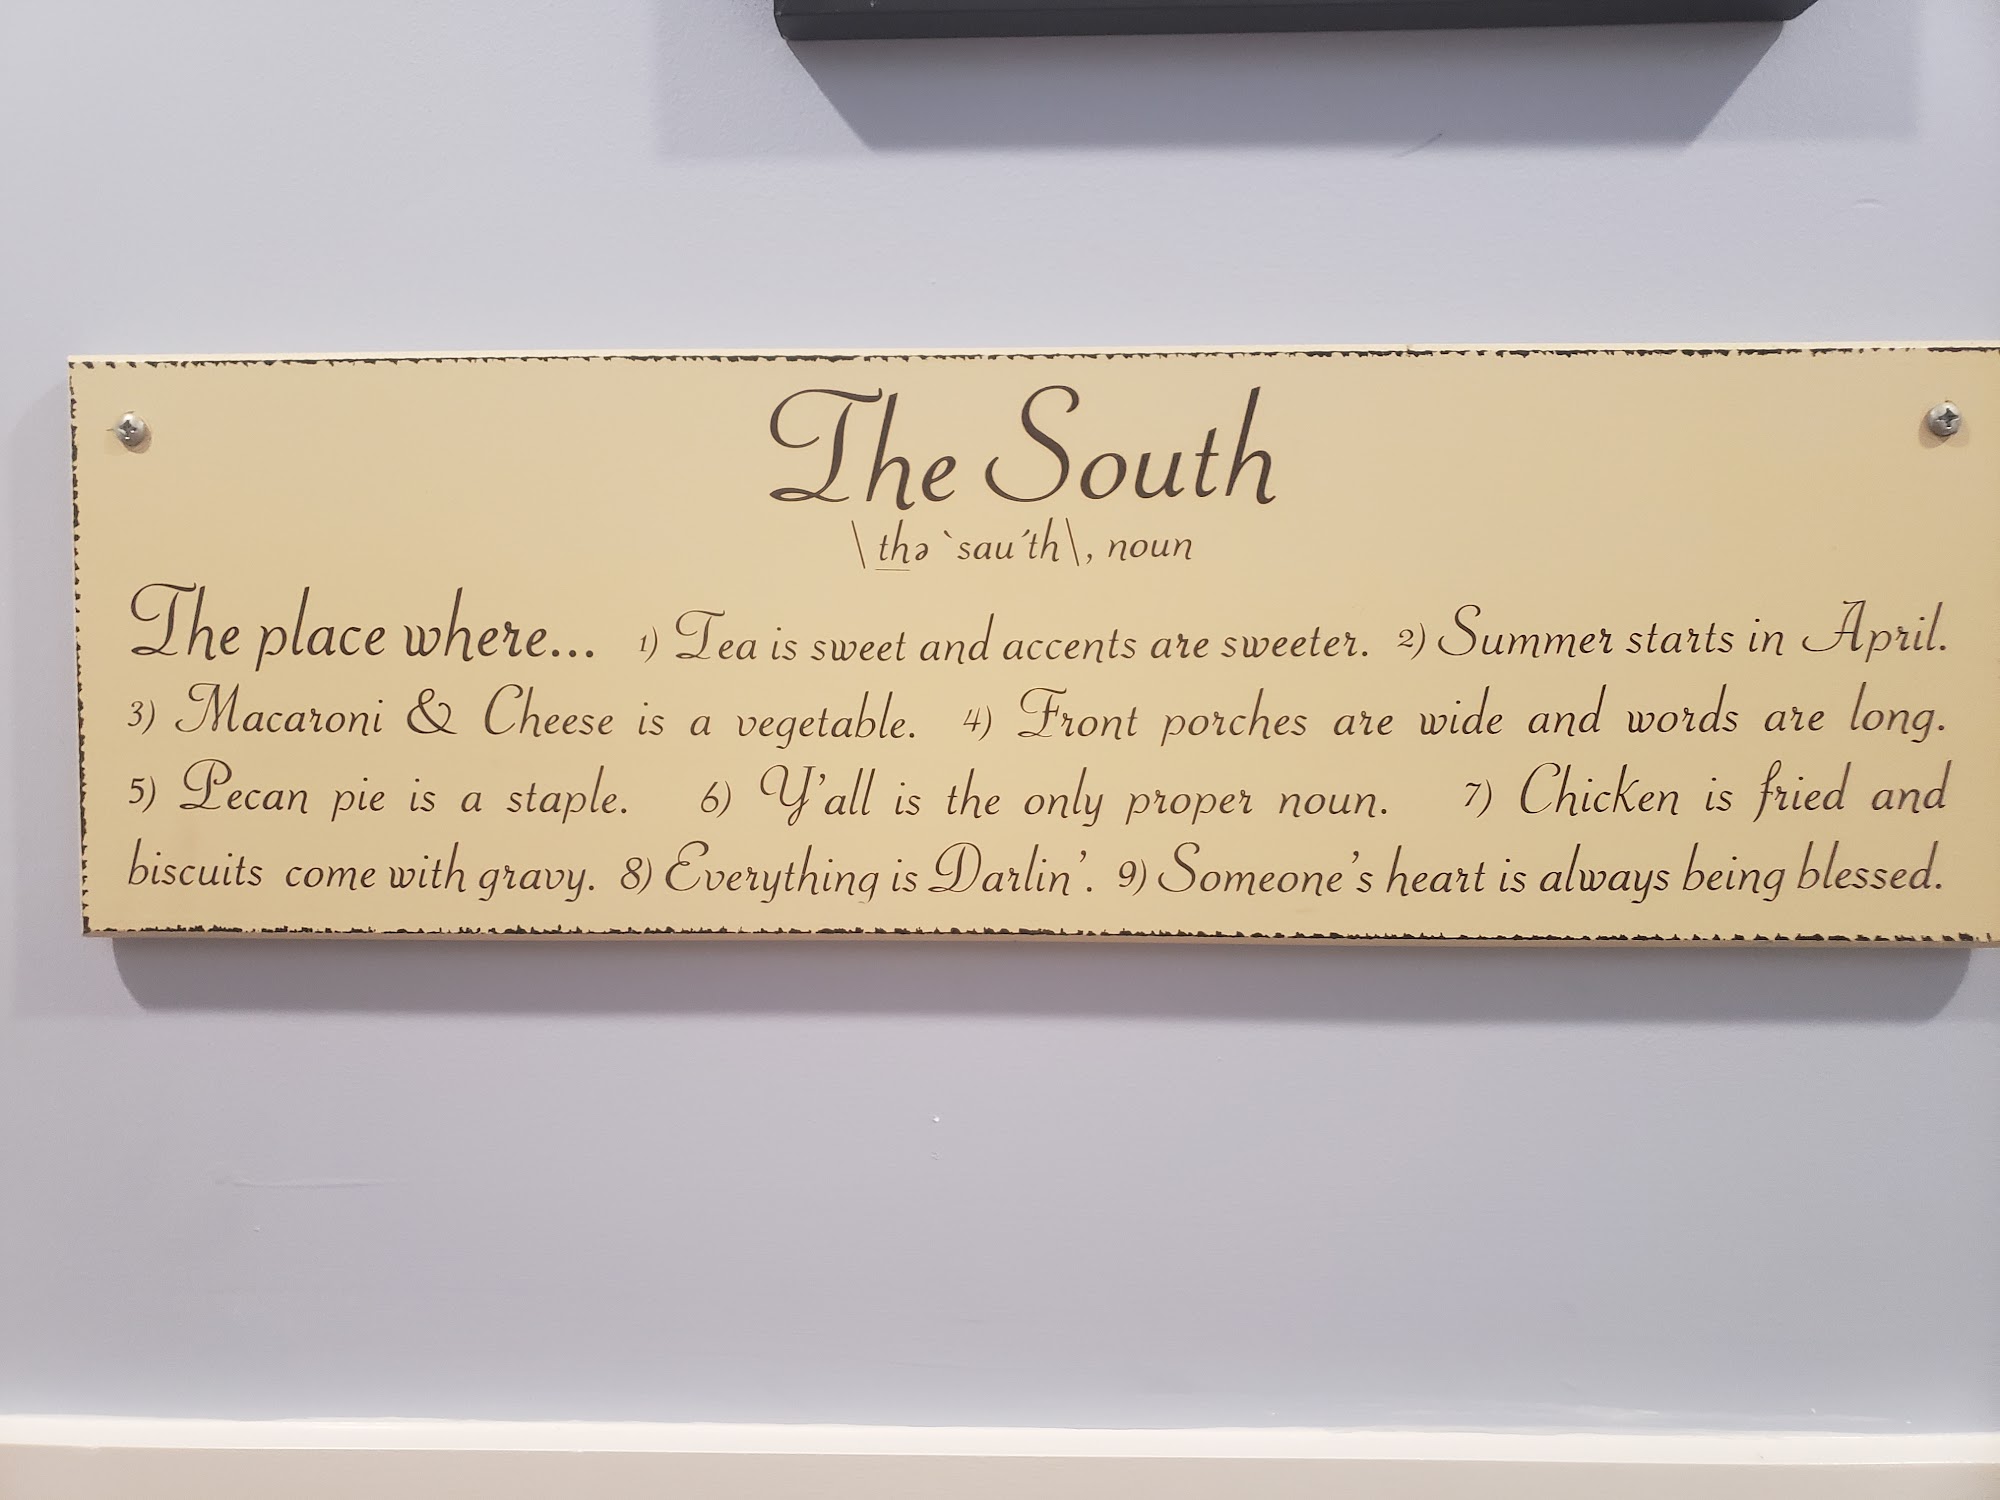 The South
\thə `sau´th\, noun
The place where... 1) Tea is sweet and accents are sweeter. 2) Summer starts in April.
3) Macaroni & Cheese is a vegetable. 4) Front porches are wide and words are long.
5) Pecan pie is a staple. 6) Y'all is the only proper noun. 7) Chicken is fried and
biscuits come with gravy. 8) Everything is Darlin'. 9) Someone's heart is always being blessed.